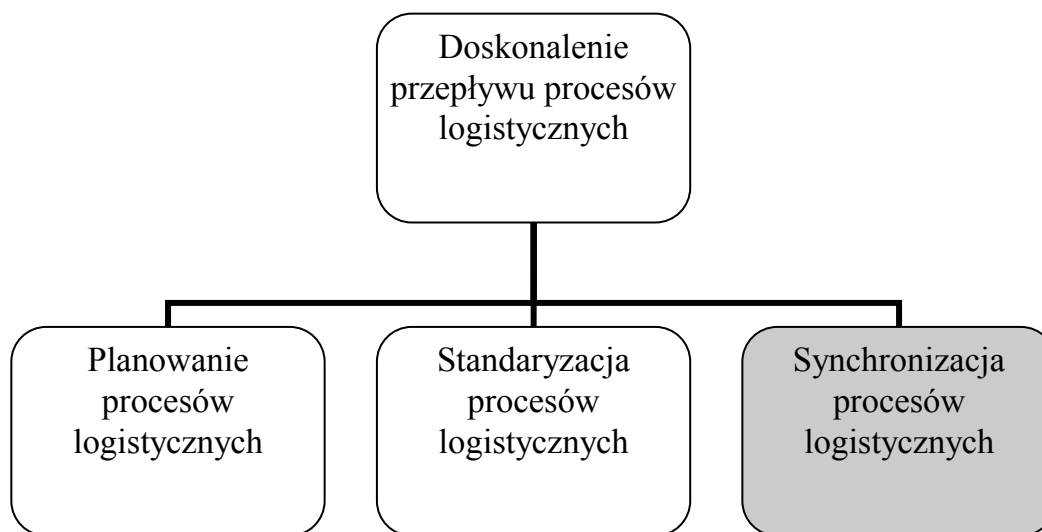 Doskonalenie
przepływu procesów
logistycznych
Planowanie
procesów
logistycznych
Standaryzacja
procesów
logistycznych
Synchronizacja
procesów
logistycznych